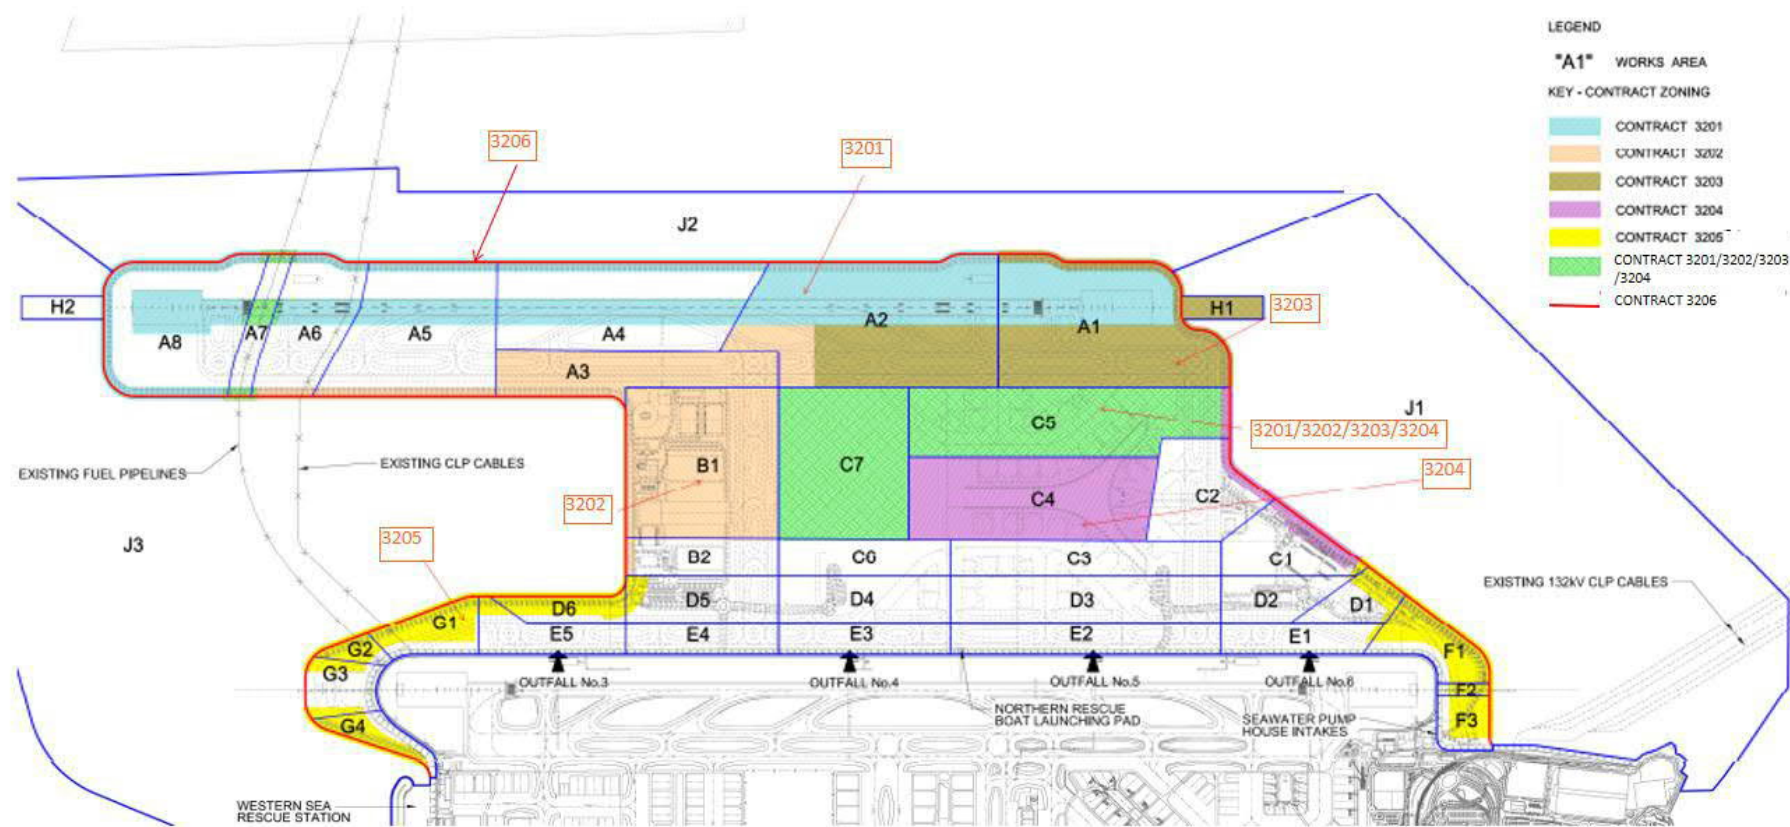 LEGEND
"A1" WORKS AREA
KEY - CONTRACT ZONING
CONTRACT 3201
CONTRACT 3202
CONTRACT 3203
CONTRACT 3204
CONTRACT 3205
CONTRACT 3201/3202/3203
/3204
CONTRACT 3206
3206
3201
J2
H2
A8
A7
A6
A5
A4
A3
A2
A1
H1
3203
J1
C5
3201/3202/3203/3204
B1
C7
C4
C2
3204
3202
EXISTING FUEL PIPELINES
EXISTING CLP CABLES
J3
3205
B2
C6
C3
C1
EXISTING 132kV CLP CABLES
D6
D5
D4
D3
D2
D1
G1
E5
E4
E3
E2
E1
F1
G2
G3
G4
F2
F3
OUTFALL No.3
OUTFALL No.4
OUTFALL No.5
OUTFALL No.6
NORTHERN RESCUE
BOAT LAUNCHING PAD
SEAWATER PUMP
HOUSE INTAKES
WESTERN SEA
RESCUE STATION